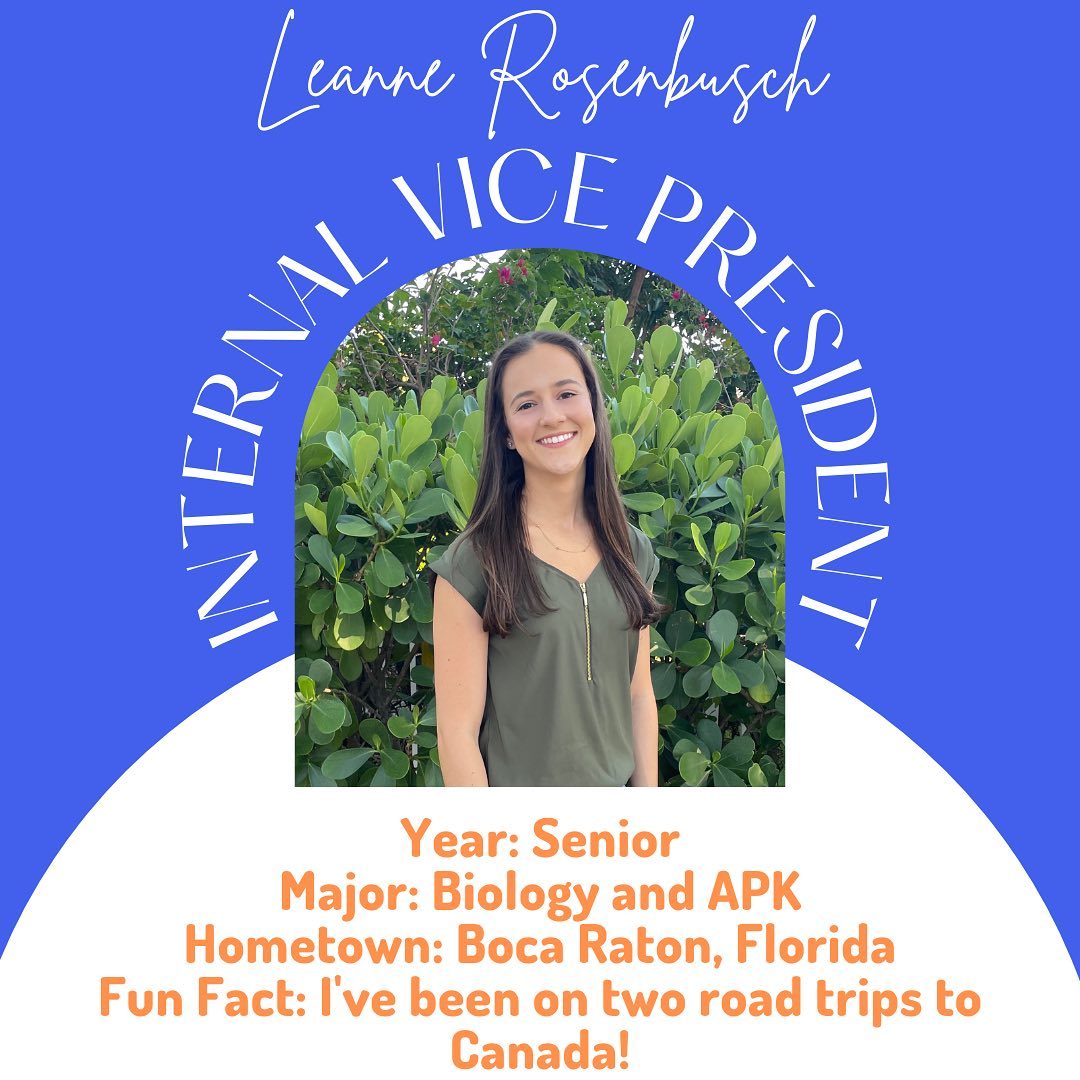 Leanne Rosenbusch
INTERNAL VICE PRESIDENT
Year: Senior
Major: Biology and APK
Hometown: Boca Raton, Florida
Fun Fact: I've been on two road trips to
Canada!